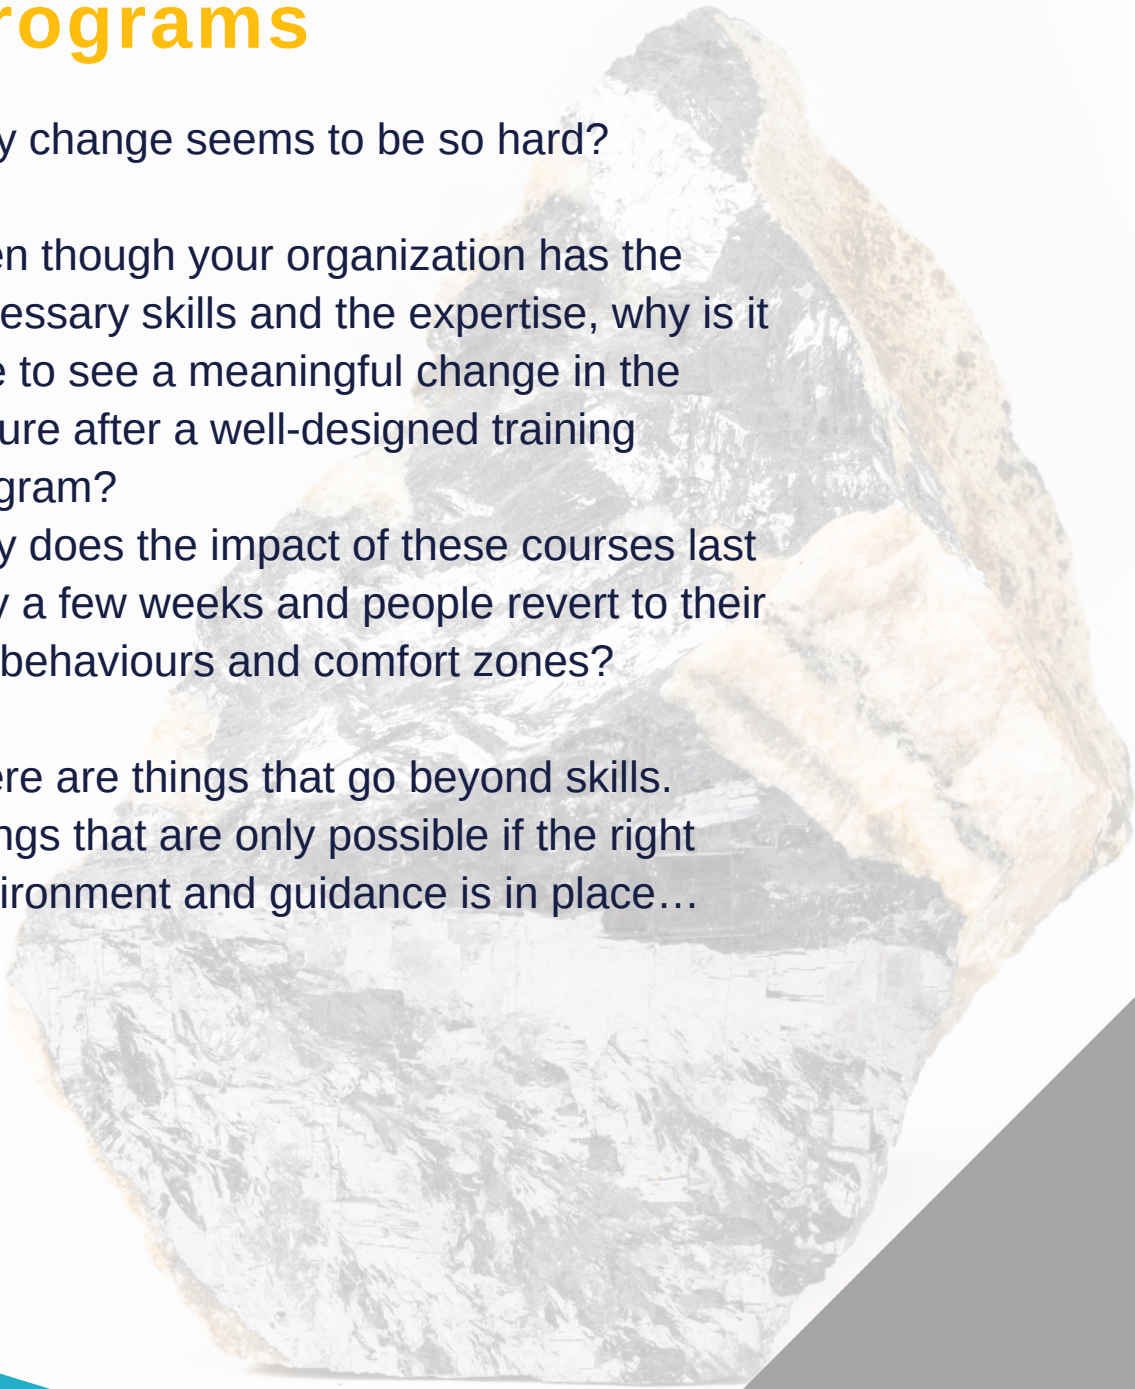 rograms
y change seems to be so hard?
en though your organization has the
essary skills and the expertise, why is it
e to see a meaningful change in the
ure after a well-designed training
gram?
y does the impact of these courses last
y a few weeks and people revert to their
behaviours and comfort zones?
ere are things that go beyond skills.
ngs that are only possible if the right
ironment and guidance is in place…